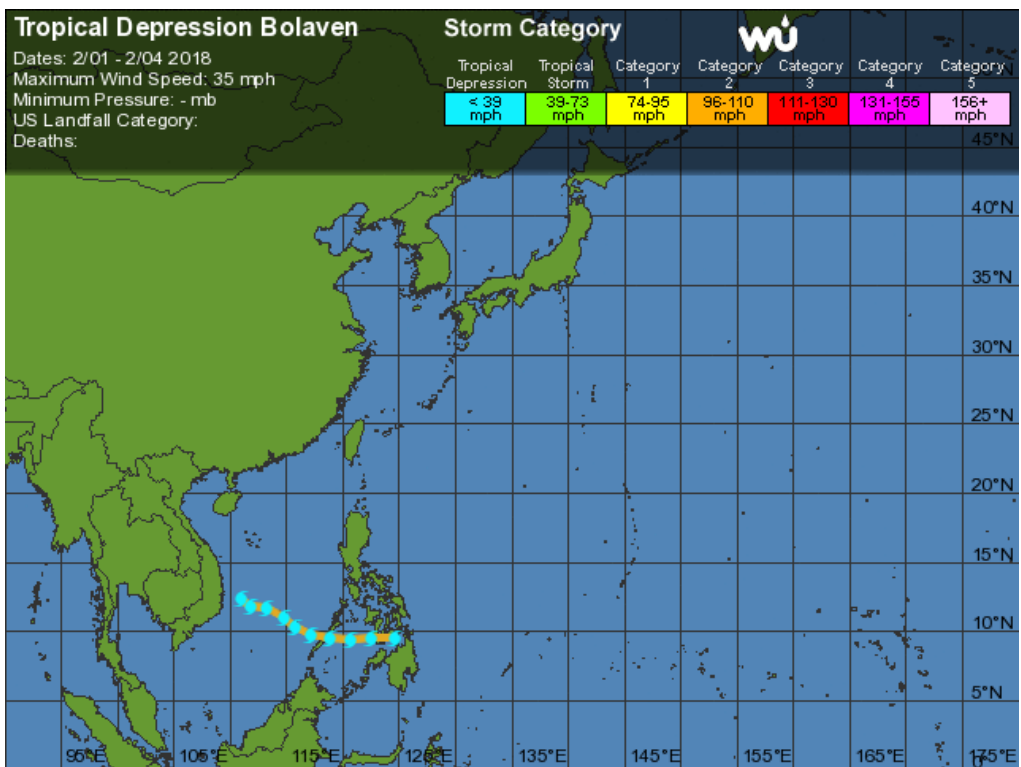 Tropical Depression Bolaven
Dates: 2/01 - 2/04 2018
Maximum Wind Speed: 35 mph
Minimum Pressure: - mb
US Landfall Category:
Deaths:
Storm Category
wu
Tropical Depression
< 39 mph
Tropical Storm
39-73 mph
Category 1
74-95 mph
Category 2
96-110 mph
Category 3
111-130 mph
Category 4
131-155 mph
Category 5
156+ mph
45°N
40°N
35°N
30°N
25°N
20°N
15°N
10°N
5°N
95°E
105°E
115°E
125°E
135°E
145°E
155°E
165°E
175°E